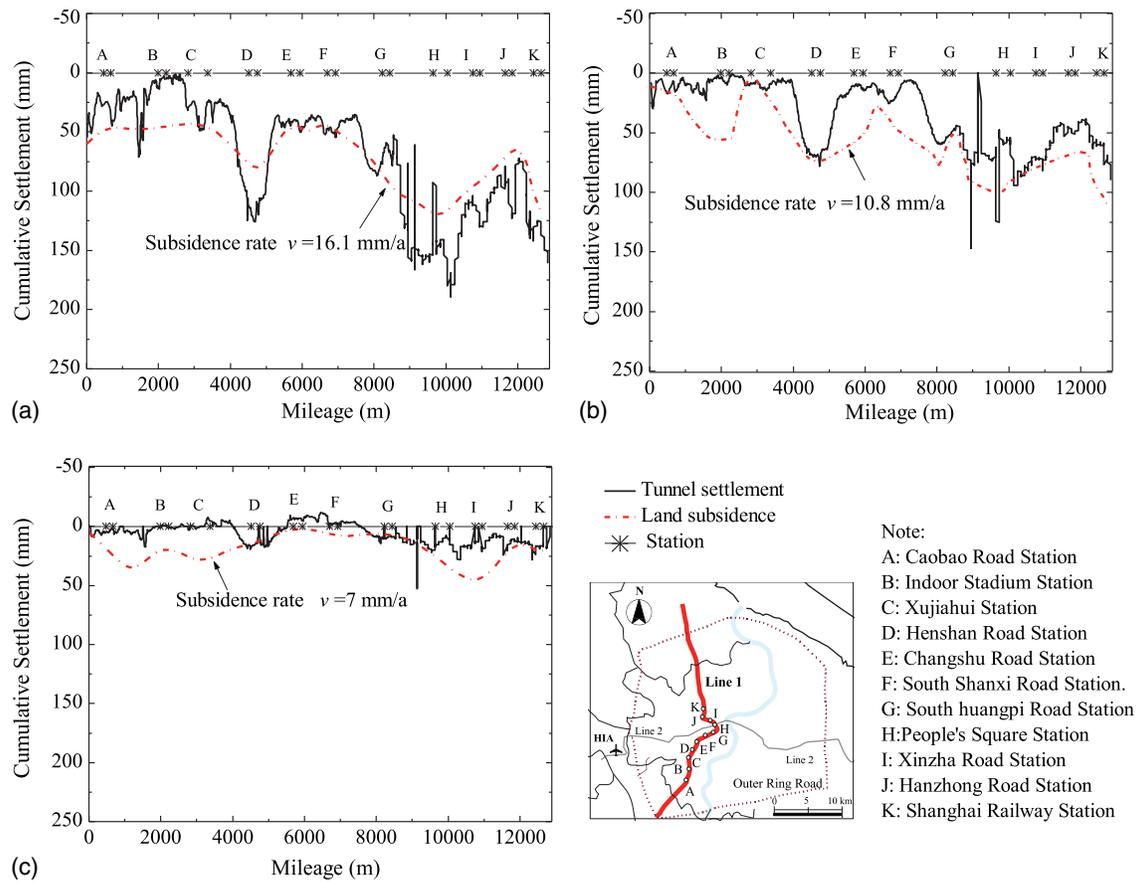 -50
0
50
100
150
200
250
Cumulative Settlement (mm)
A B C D E F G H I J K
Subsidence rate v =16.1 mm/a
0 2000 4000 6000 8000 10000 12000
Mileage (m)
(a)
-50
0
50
100
150
200
250
Cumulative Settlement (mm)
A B C D E F G H I J K
Subsidence rate v =10.8 mm/a
0 2000 4000 6000 8000 10000 12000
Mileage (m)
(b)
-50
0
50
100
150
200
250
Cumulative Settlement (mm)
A B C D E F G H I J K
Subsidence rate v =7 mm/a
0 2000 4000 6000 8000 10000 12000
Mileage (m)
(c)
Tunnel settlement
Land subsidence
Station
N
Line 1
K
J I
H
Line 2
G
HIA
F
D E
C
B
A
Line 2
Outer Ring Road
0 5 10 km
Note:
A: Caobao Road Station
B: Indoor Stadium Station
C: Xujiahui Station
D: Henshan Road Station
E: Changshu Road Station
F: South Shanxi Road Station.
G: South huangpi Road Station
H:People's Square Station
I: Xinzha Road Station
J: Hanzhong Road Station
K: Shanghai Railway Station